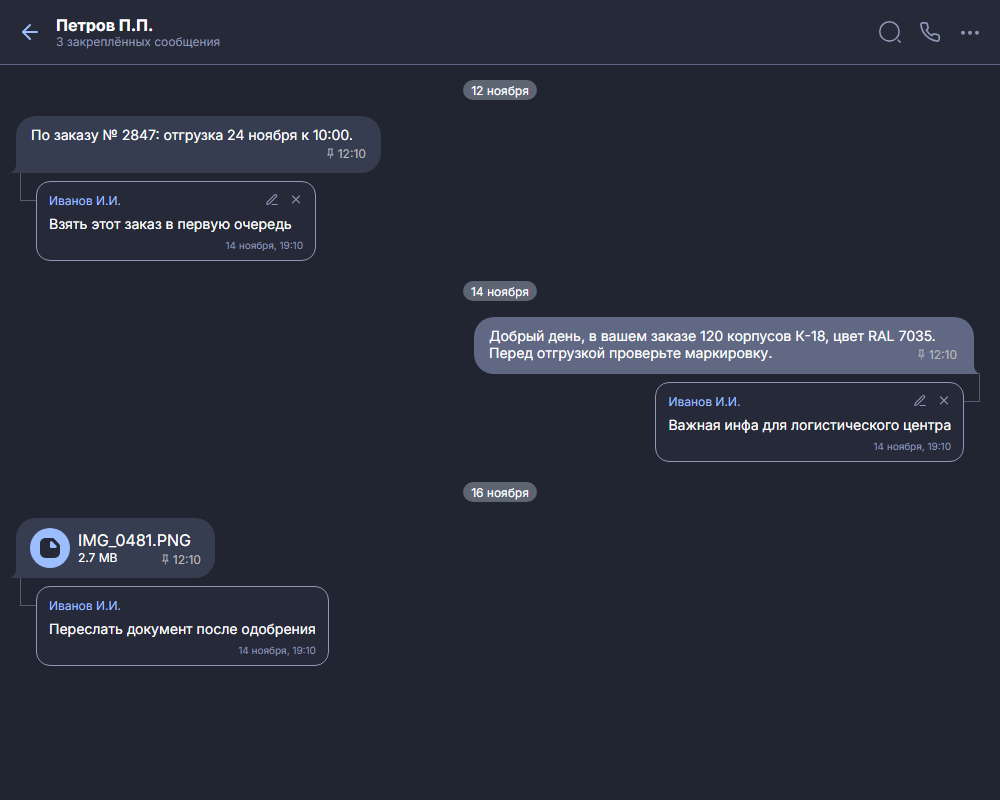 Петров П.П.
3 закреплённых сообщения
12 ноября
По заказу № 2847: отгрузка 24 ноября к 10:00.
12:10
Иванов И.И.
Взять этот заказ в первую очередь
14 ноября, 19:10
14 ноября
Добрый день, в вашем заказе 120 корпусов К-18, цвет RAL 7035.
Перед отгрузкой проверьте маркировку.
12:10
Иванов И.И.
Важная инфа для логистического центра
14 ноября, 19:10
16 ноября
IMG_0481.PNG
2.7 MB
12:10
Иванов И.И.
Переслать документ после одобрения
14 ноября, 19:10